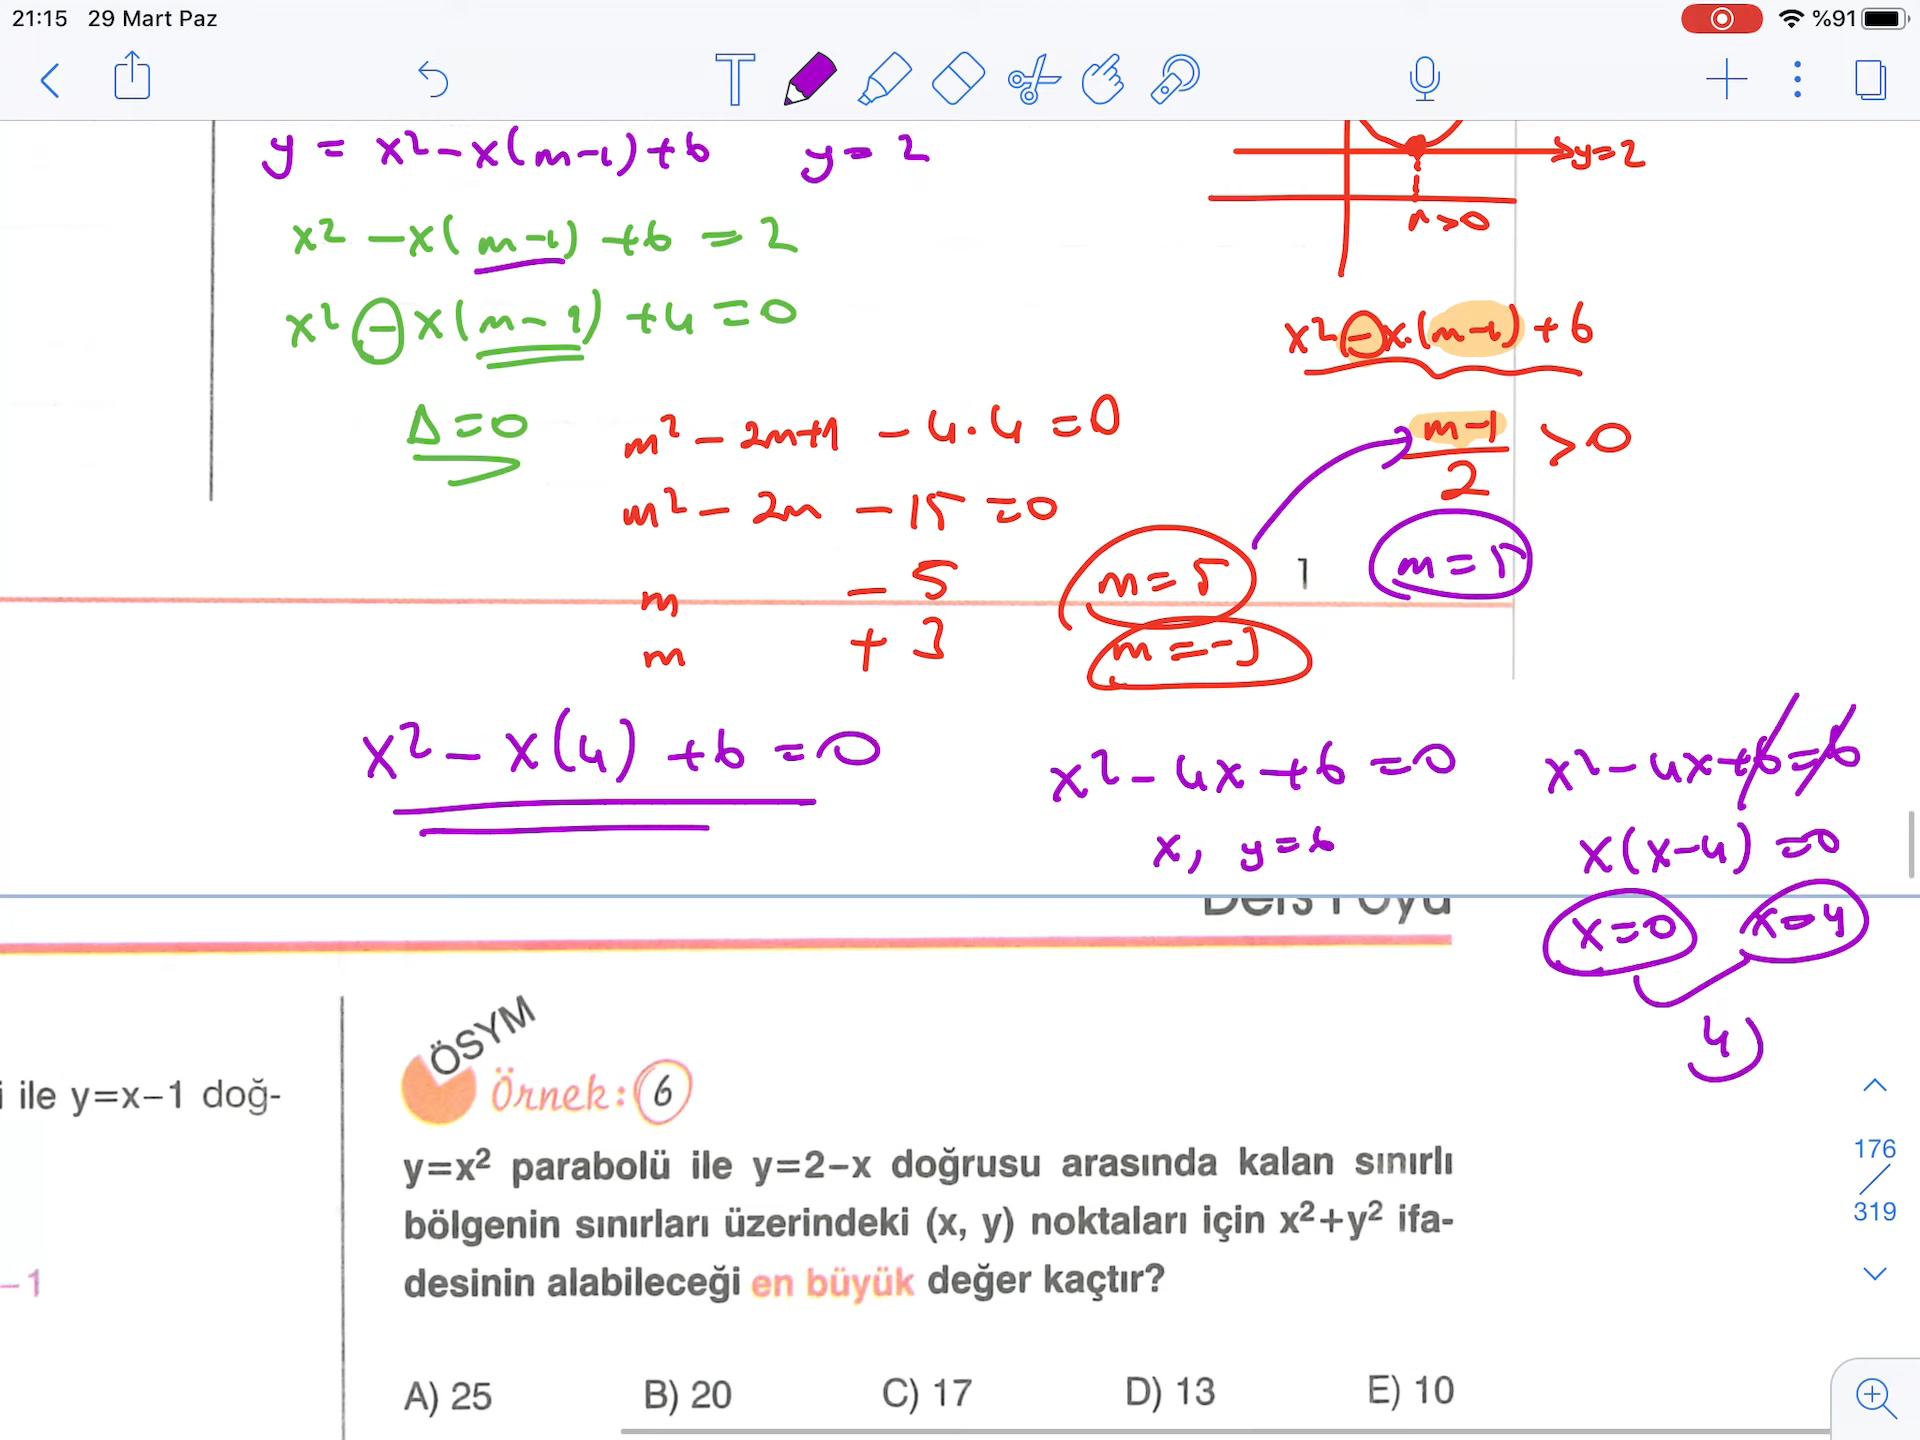 21:15 29 Mart Paz %91
y = x²-x(m-1)+6 y=2
x² -x(m-1) +6 = 2
x² -x(m-1) +4=0
Δ=0
m² - 2m+1 - 4.4 =0
m² - 2m - 15 =0
m - 5
m + 3
m=5
m=-3
y=2
n>0
x²-x.(m-1)+6
m-1
2
>0
1
m=5
x²- x(4) +6 =0
x²- 4x+6 =0
x, y=6
x²-4x+6=6
x(x-4) =0
x=0 x=4
4
Ders Föyü
i ile y=x−1 doğ-
−1
ÖSYM
Örnek: 6
y=x² parabolü ile y=2−x doğrusu arasında kalan sınırlı
bölgenin sınırları üzerindeki (x, y) noktaları için x²+y² ifa-
desinin alabileceği en büyük değer kaçtır?
A) 25 B) 20 C) 17 D) 13 E) 10
176
319